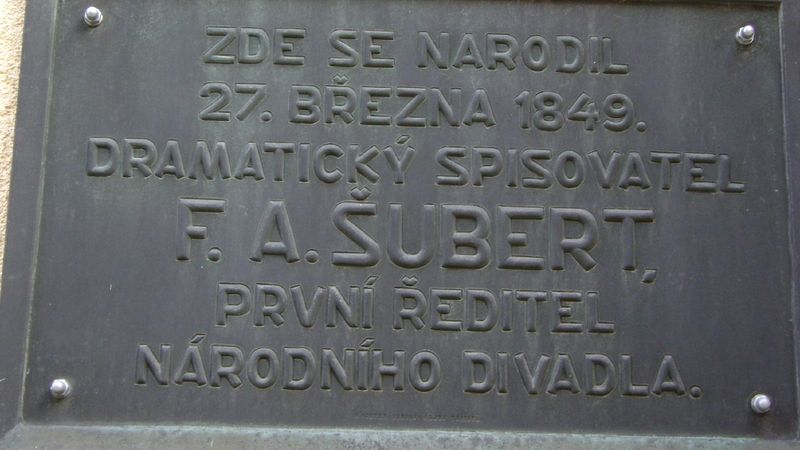 ZDE SE NARODIL
27. BŘEZNA 1849.
DRAMATICKÝ SPISOVATEL
F. A. ŠUBERT,
PRVNÍ ŘEDITEL
NÁRODNÍHO DIVADLA.